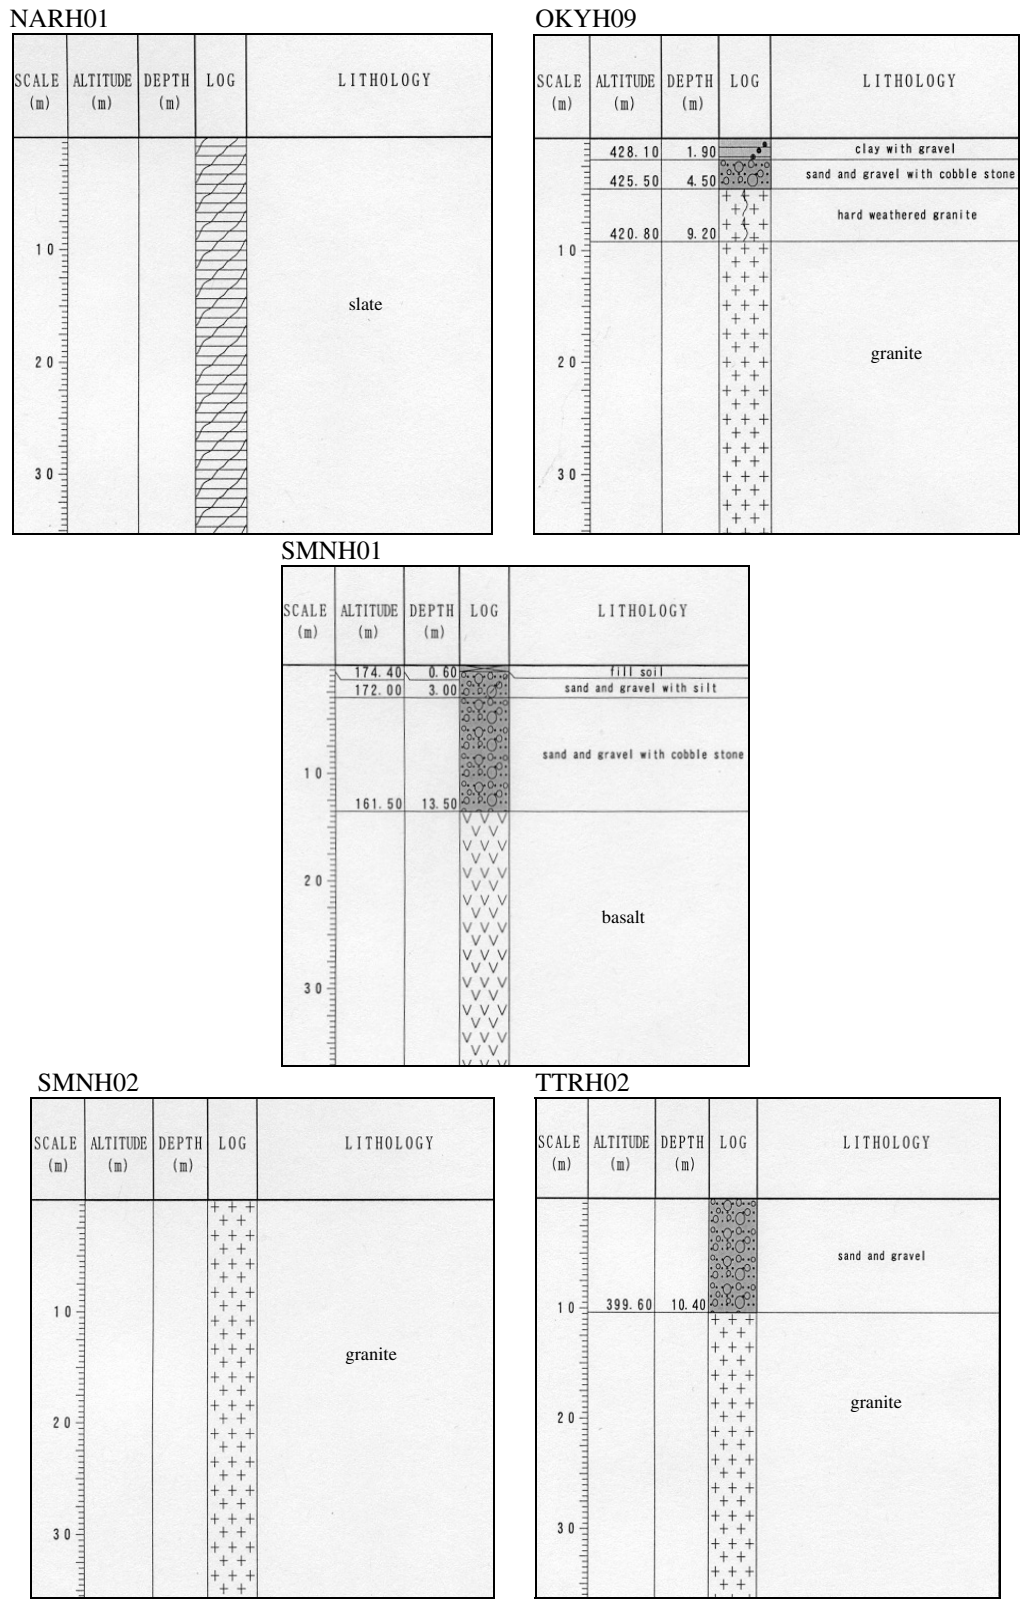 NARH01
SCALE ALTITUDE DEPTH LOG LITHOLOGY
(m) (m) (m)
10
slate
20
30
OKYH09
SCALE ALTITUDE DEPTH LOG LITHOLOGY
(m) (m) (m)
428.10 1.90 clay with gravel
425.50 4.50 sand and gravel with cobble stone
hard weathered granite
420.80 9.20
10
granite
20
30
SMNH01
SCALE ALTITUDE DEPTH LOG LITHOLOGY
(m) (m) (m)
174.40 0.60 fill soil
172.00 3.00 sand and gravel with silt
sand and gravel with cobble stone
10
161.50 13.50
20
basalt
30
SMNH02
SCALE ALTITUDE DEPTH LOG LITHOLOGY
(m) (m) (m)
10
granite
20
30
TTRH02
SCALE ALTITUDE DEPTH LOG LITHOLOGY
(m) (m) (m)
sand and gravel
10 399.60 10.40
granite
20
30